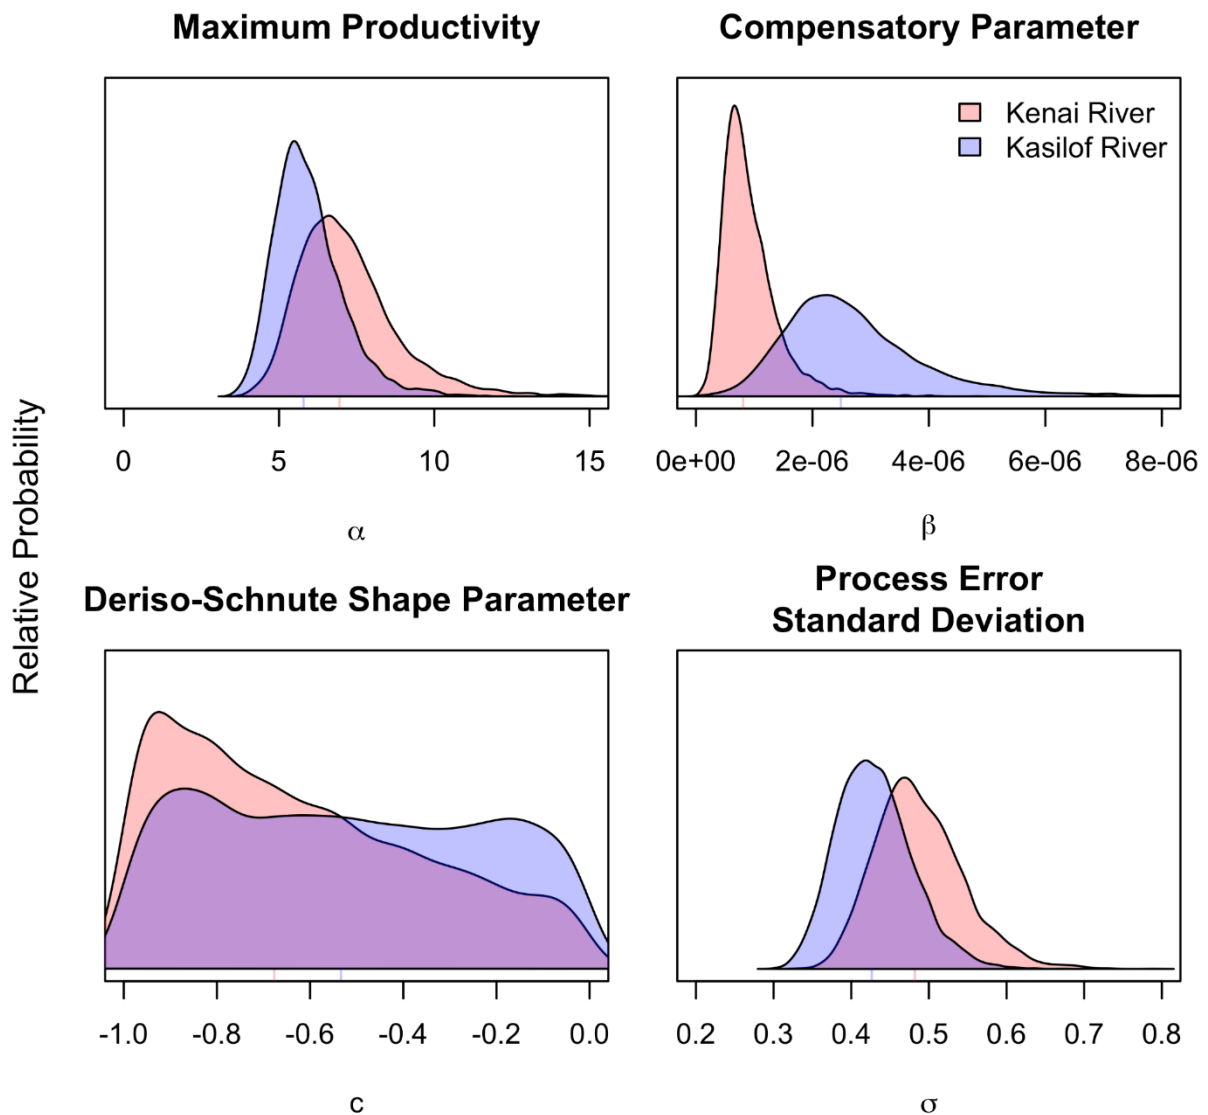 Maximum Productivity
Compensatory Parameter
Kenai River
Kasilof River
0 5 10 15
0e+00 2e-06 4e-06 6e-06 8e-06
α
β
Relative Probability
Deriso-Schnute Shape Parameter
Process Error
Standard Deviation
-1.0 -0.8 -0.6 -0.4 -0.2 0.0
0.2 0.3 0.4 0.5 0.6 0.7 0.8
c
σ